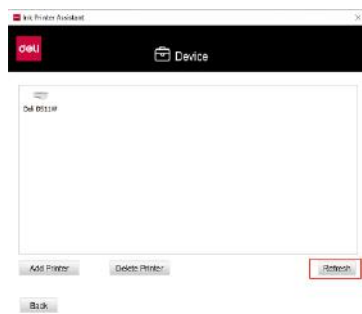 Ink Printer Assistant
deli
Device
Deli D511W
Add Printer
Delete Printer
Refresh
Back